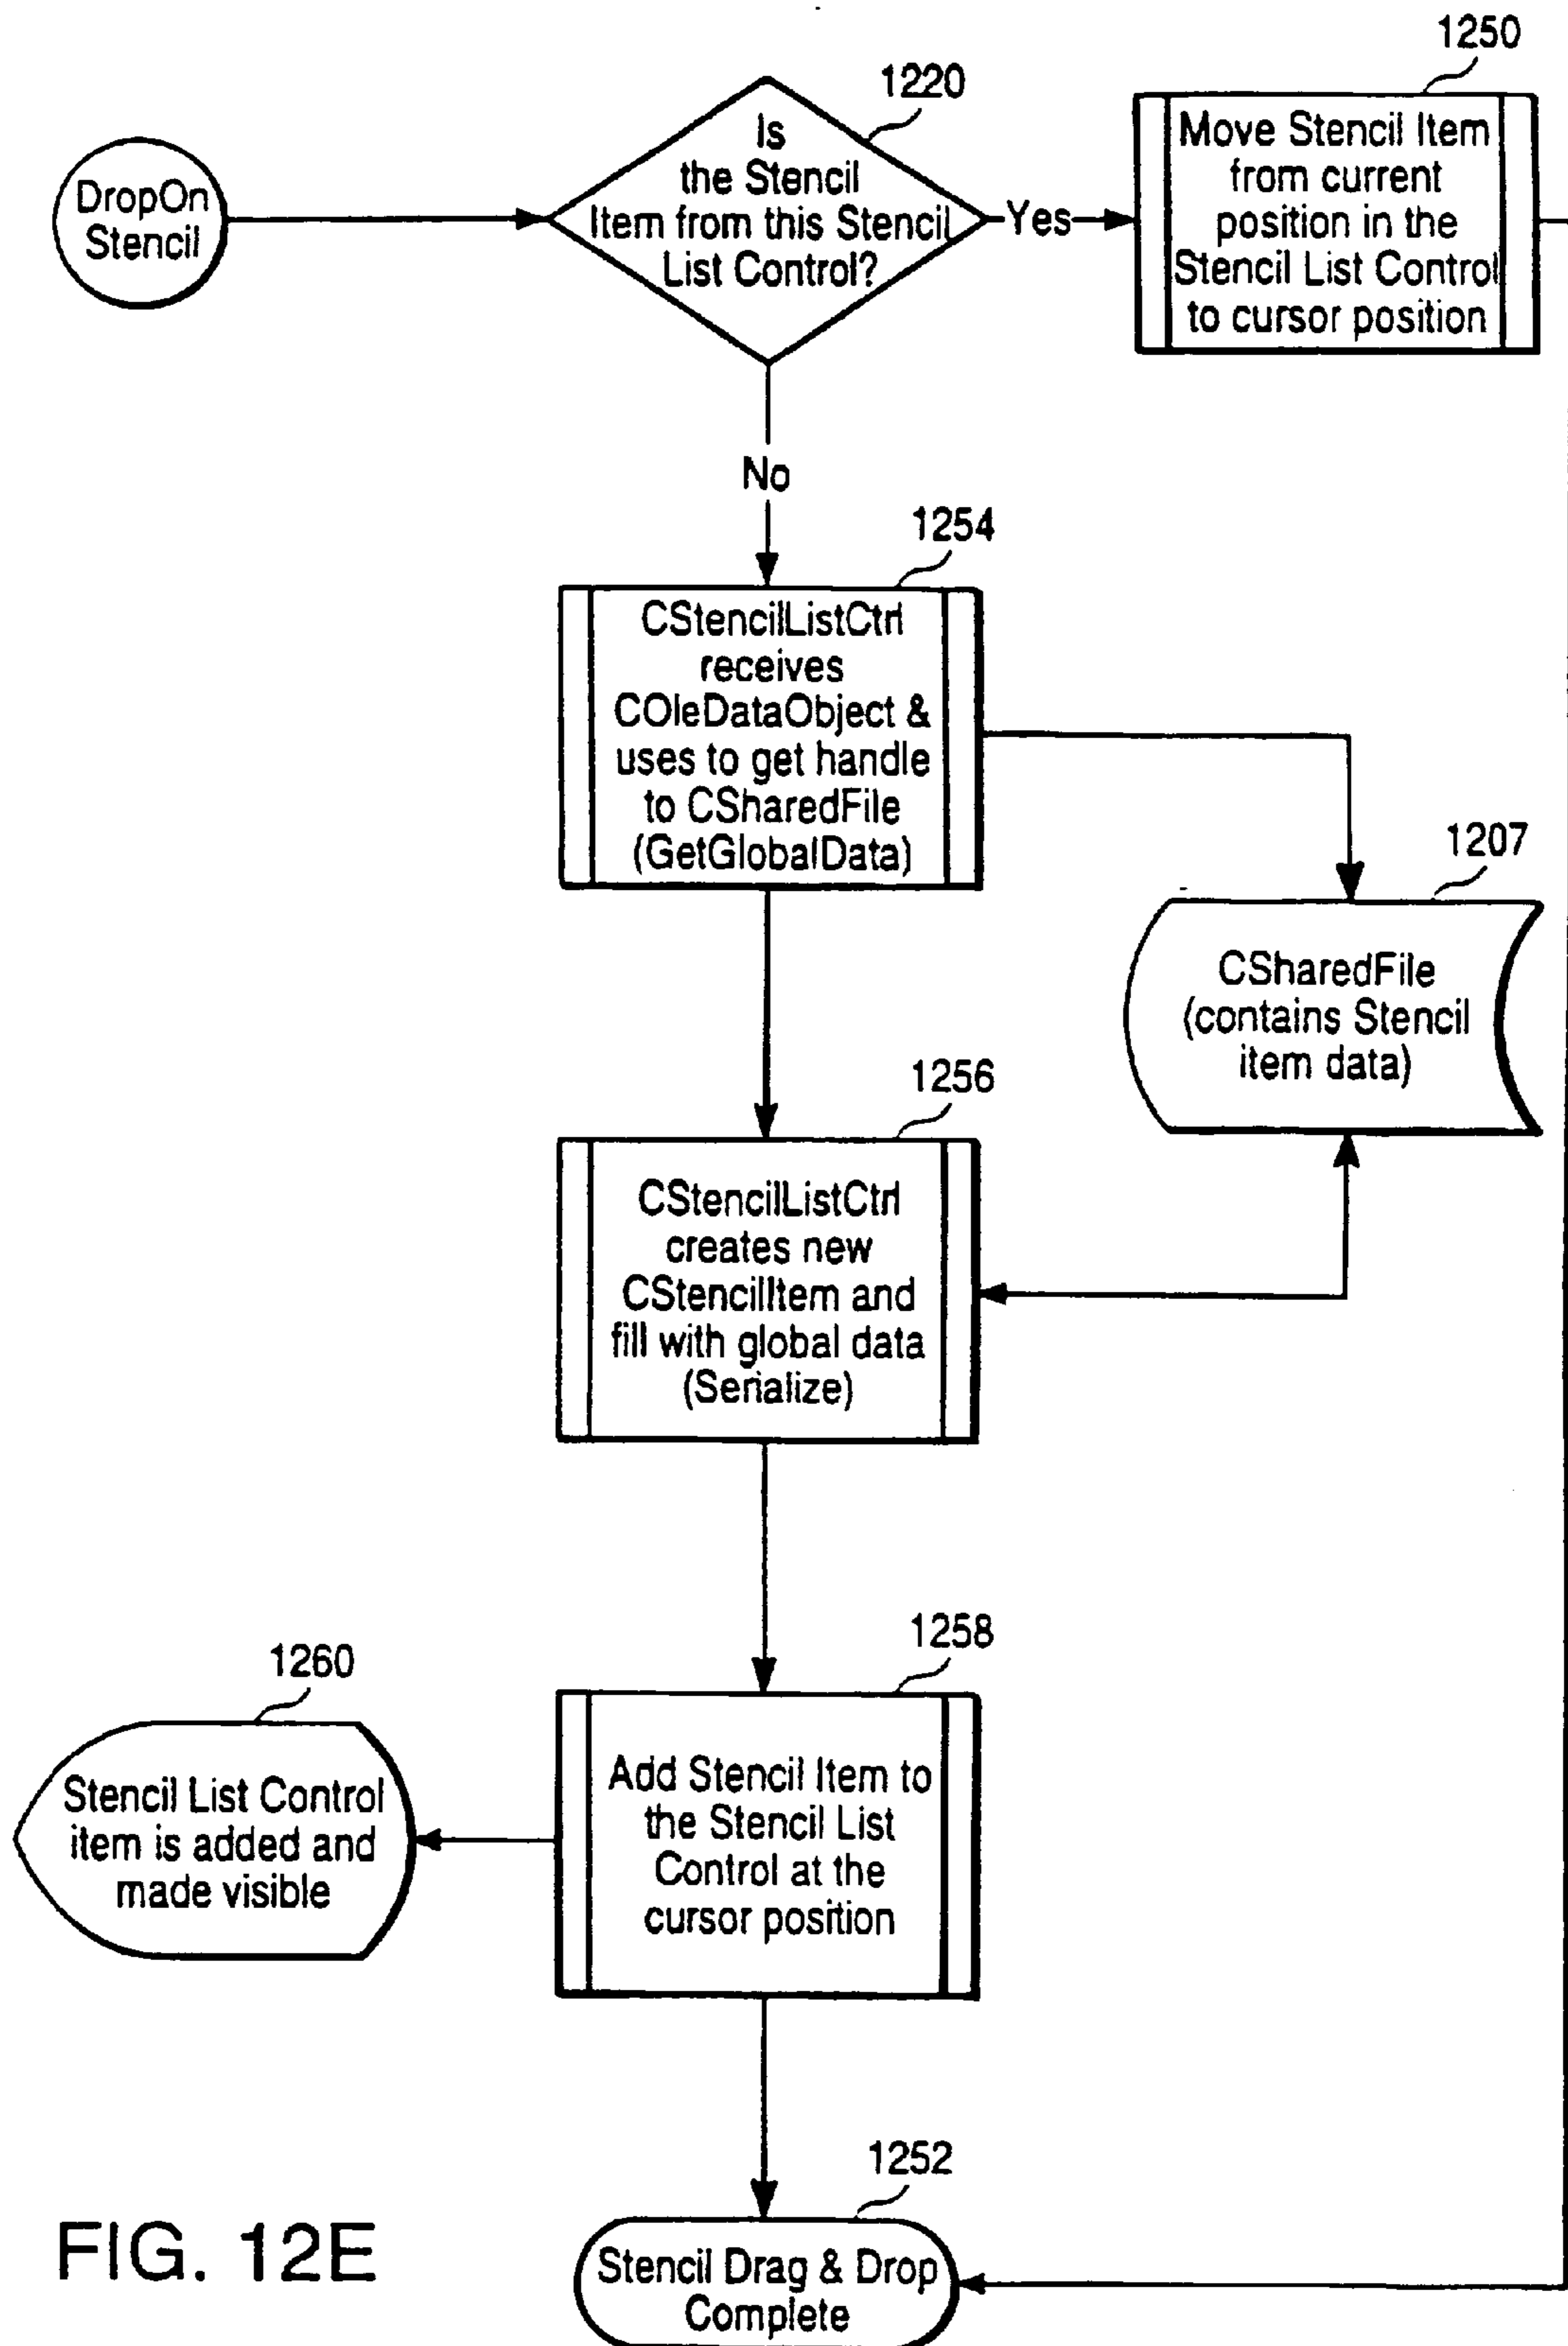 DropOn
Stencil
1220
Is
the Stencil
Item from this Stencil
List Control?
Yes
1250
Move Stencil Item
from current
position in the
Stencil List Control
to cursor position
No
1254
CStencilListCtrl
receives
COleDataObject &
uses to get handle
to CSharedFile
(GetGlobalData)
1207
CSharedFile
(contains Stencil
item data)
1256
CStencilListCtrl
creates new
CStencilItem and
fill with global data
(Serialize)
1258
Add Stencil Item to
the Stencil List
Control at the
cursor position
1260
Stencil List Control
item is added and
made visible
1252
Stencil Drag & Drop
Complete
FIG. 12E